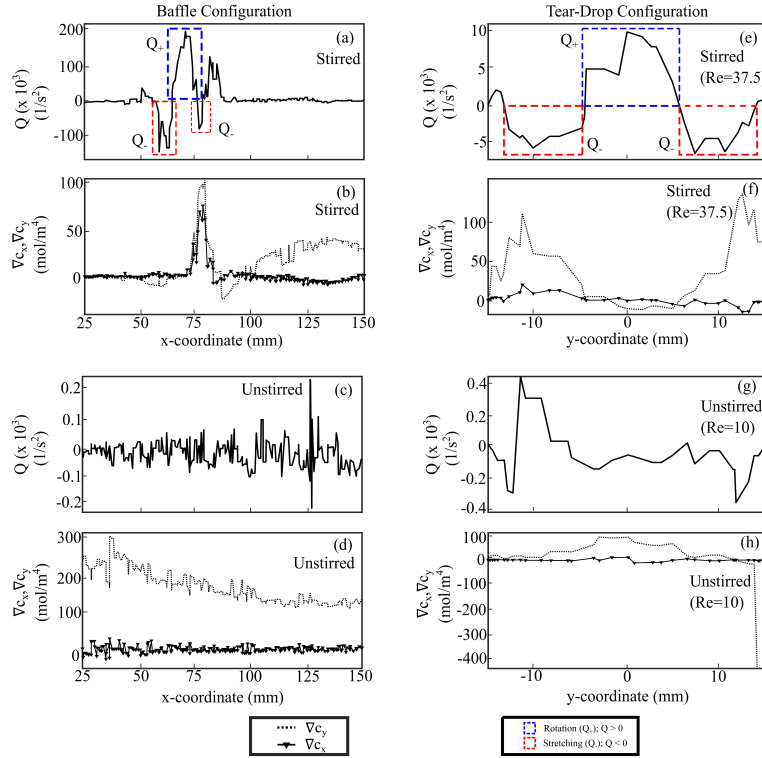 Baffle Configuration
(a)
Stirred
Q₊
Q₋
Q₋
200
100
0
-100
Q (x 10³)
(1/s²)
(b)
Stirred
100
50
0
∇cₓ,∇c_y
(mol/m⁴)
25
50
75
100
125
150
x-coordinate (mm)
(c)
Unstirred
0.2
0.1
0
-0.1
-0.2
Q (x 10³)
(1/s²)
(d)
Unstirred
300
200
100
0
∇cₓ,∇c_y
(mol/m⁴)
25
50
75
100
125
150
x-coordinate (mm)
∇c_y
∇cₓ
Tear-Drop Configuration
(e)
Stirred
(Re=37.5)
Q₊
Q₋
Q₋
10
5
0
-5
Q (x 10³)
(1/s²)
(f)
Stirred
(Re=37.5)
100
50
0
∇cₓ,∇c_y
(mol/m⁴)
-10
0
10
y-coordinate (mm)
(g)
Unstirred
(Re=10)
0.4
0.2
0
-0.2
-0.4
Q (x 10³)
(1/s²)
(h)
Unstirred
(Re=10)
100
0
-100
-200
-300
-400
∇cₓ,∇c_y
(mol/m⁴)
-10
0
10
y-coordinate (mm)
Rotation (Q₊); Q > 0
Stretching (Q₋); Q < 0